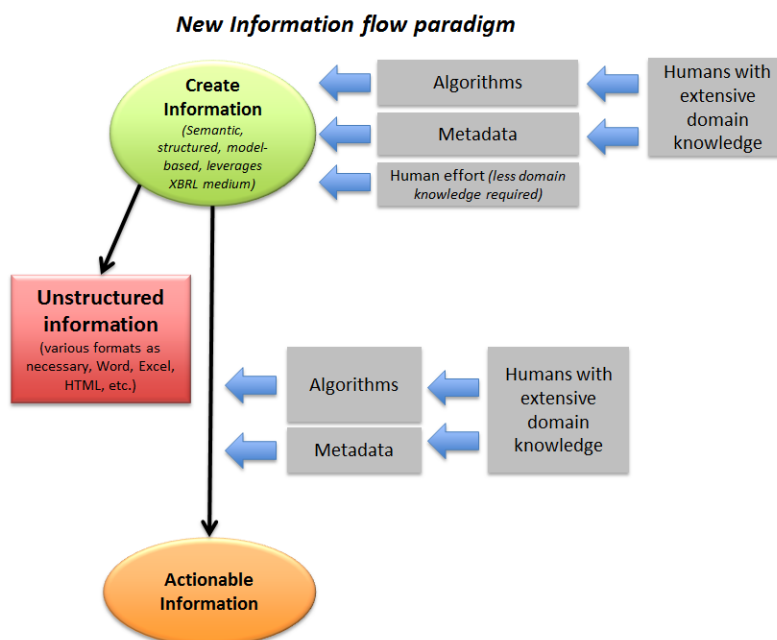 New Information flow paradigm
Create
Information
(Semantic,
structured, model-
based, leverages
XBRL medium)
Algorithms
Metadata
Human effort (less domain
knowledge required)
Humans with
extensive
domain
knowledge
Unstructured
information
(various formats as
necessary, Word, Excel,
HTML, etc.)
Algorithms
Metadata
Humans with
extensive
domain
knowledge
Actionable
Information